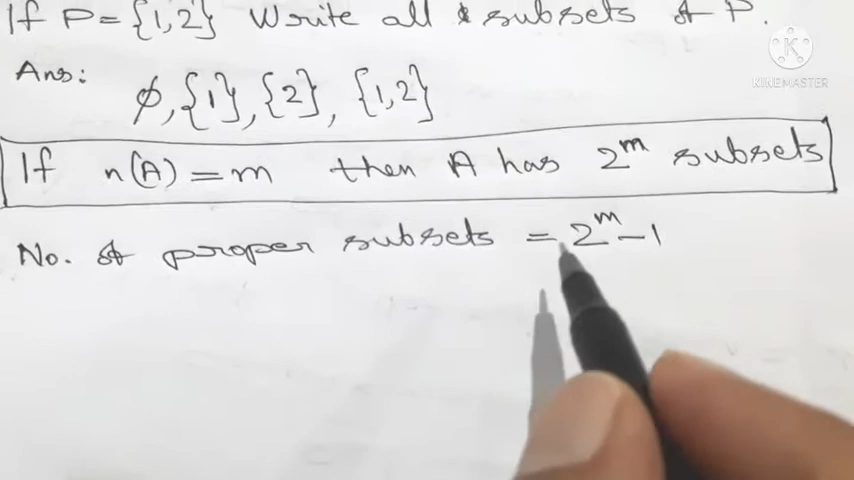 If P = {1,2} Write all subsets of P.
Ans:
ϕ, {1}, {2}, {1,2}
If n(A) = m then A has 2^m subsets
No. of proper subsets = 2^m - 1
KINEMASTER